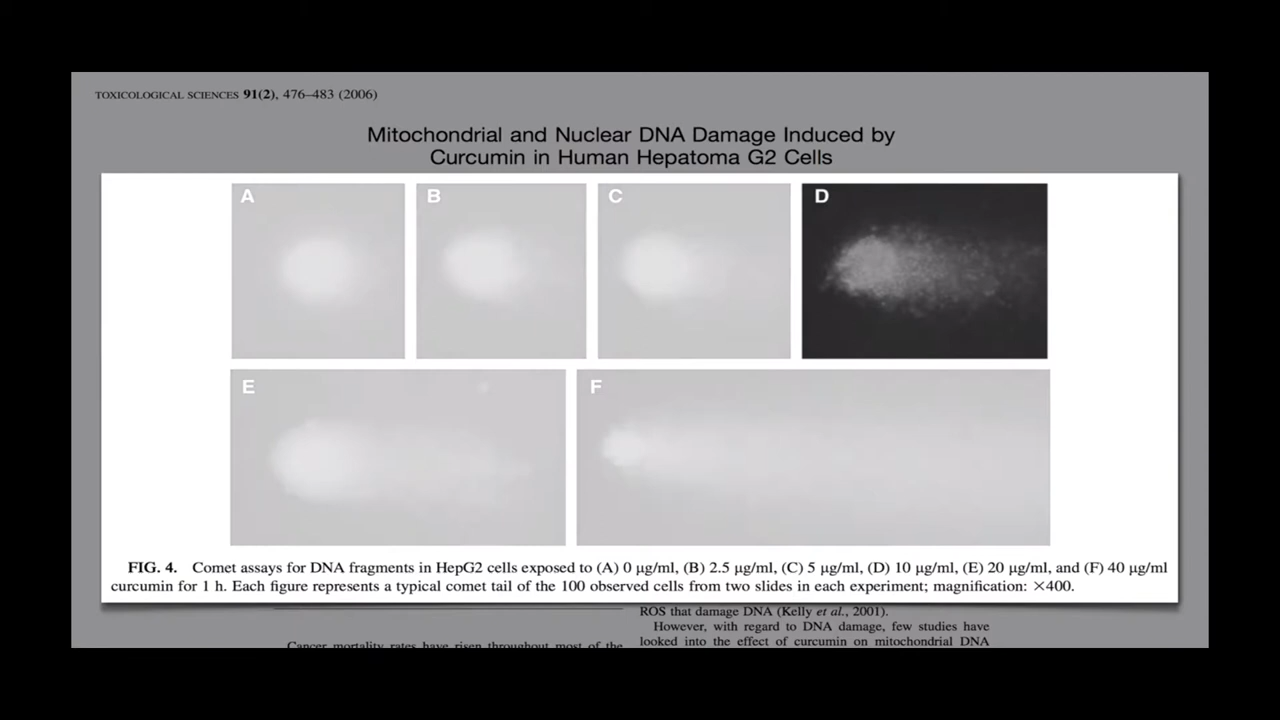 TOXICOLOGICAL SCIENCES 91(2), 476–483 (2006)
Mitochondrial and Nuclear DNA Damage Induced by
Curcumin in Human Hepatoma G2 Cells
A
B
C
D
E
F
FIG. 4. Comet assays for DNA fragments in HepG2 cells exposed to (A) 0 μg/ml, (B) 2.5 μg/ml, (C) 5 μg/ml, (D) 10 μg/ml, (E) 20 μg/ml, and (F) 40 μg/ml
curcumin for 1 h. Each figure represents a typical comet tail of the 100 observed cells from two slides in each experiment; magnification: ×400.
Cancer mortality rates have risen throughout most of the
ROS that damage DNA (Kelly et al., 2001).
However, with regard to DNA damage, few studies have
looked into the effect of curcumin on mitochondrial DNA